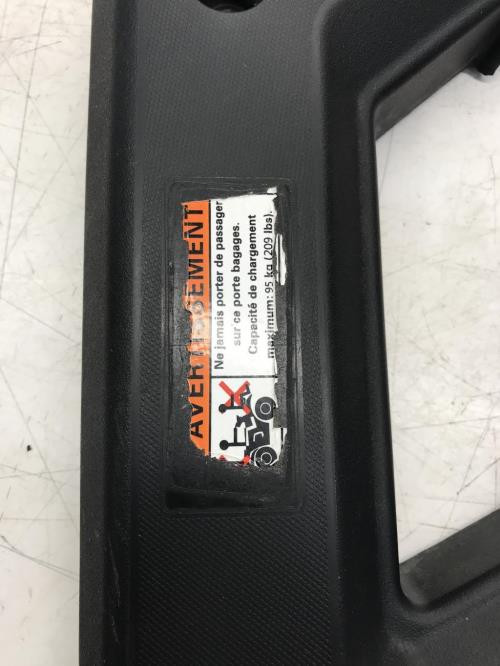 AVERTISSEMENT
Ne jamais porter de passager
sur ce porte bagages.
Capacité de chargement
maximum: 95 kg (209 lbs).